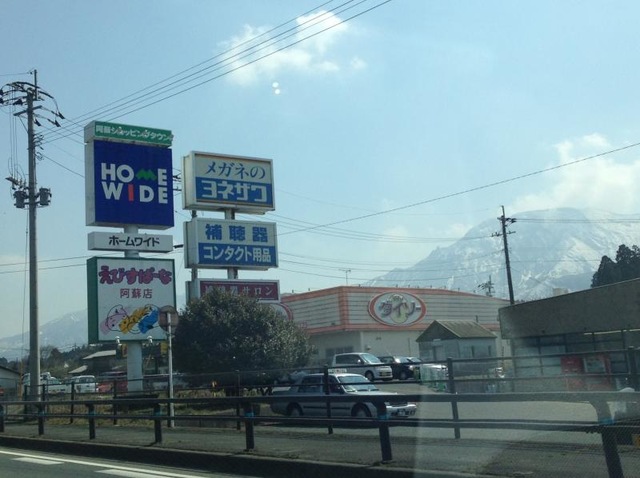 阿蘇ショッピングタウン
HOME
WIDE
ホームワイド
えびすぱーな
阿蘇店
メガネの
ヨネザワ
補聴器
コンタクト用品
ダイソー